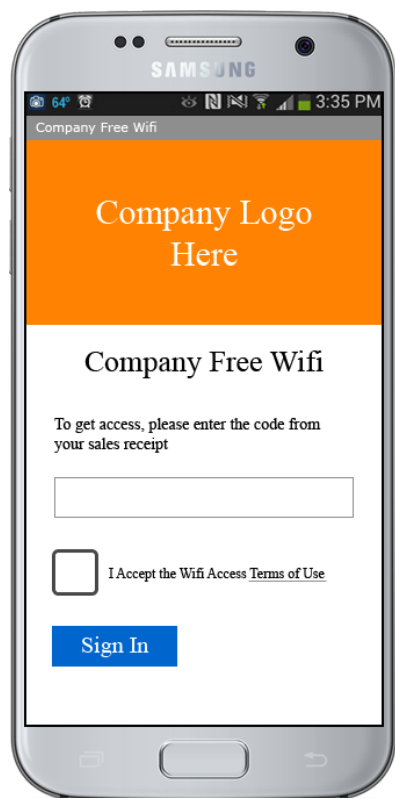 SAMSUNG
64° 3:35 PM
Company Free Wifi
Company Logo
Here
Company Free Wifi
To get access, please enter the code from
your sales receipt
I Accept the Wifi Access Terms of Use
Sign In